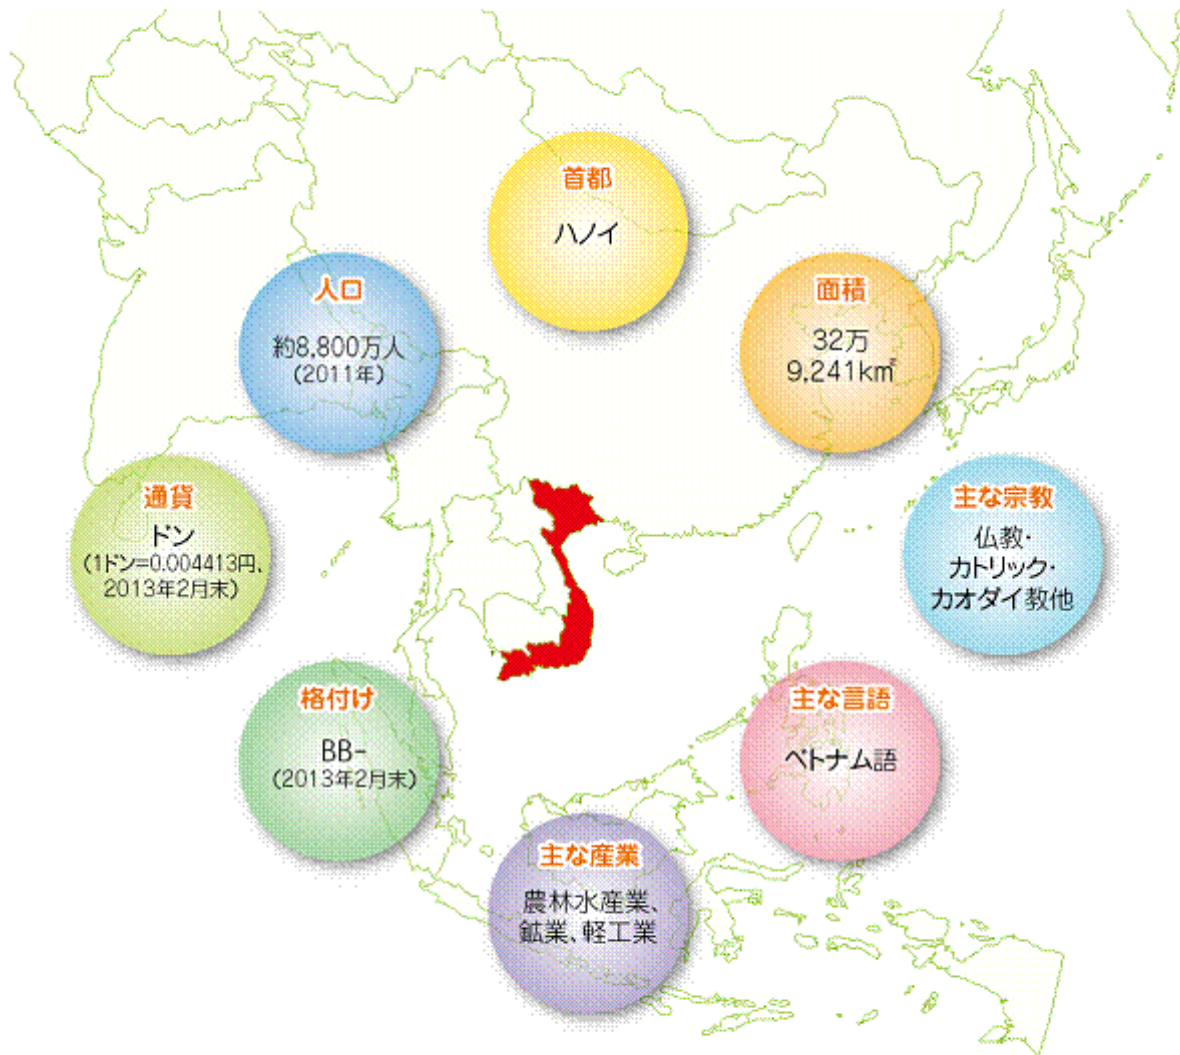 首都
ハノイ
人口
約8,800万人
(2011年)
面積
32万
9,241k㎡
通貨
ドン
(1ドン=0.004413円、
2013年2月末)
主な宗教
仏教・
カトリック・
カオダイ教他
格付け
BB-
(2013年2月末)
主な言語
ベトナム語
主な産業
農林水産業、
鉱業、軽工業